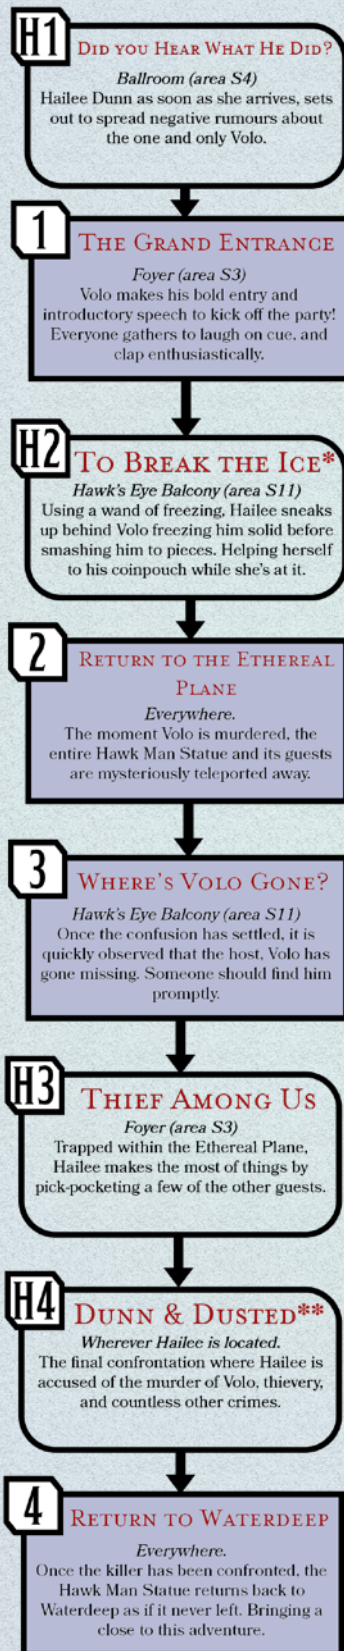 H1
DID YOU HEAR WHAT HE DID?
Ballroom (area S4)
Hailee Dunn as soon as she arrives, sets
out to spread negative rumours about
the one and only Volo.
1
THE GRAND ENTRANCE
Foyer (area S3)
Volo makes his bold entry and
introductory speech to kick off the party!
Everyone gathers to laugh on cue, and
clap enthusiastically.
H2
TO BREAK THE ICE*
Hawk's Eye Balcony (area S11)
Using a wand of freezing, Hailee sneaks
up behind Volo freezing him solid before
smashing him to pieces. Helping herself
to his coinpouch while she's at it.
2
RETURN TO THE ETHEREAL
PLANE
Everywhere.
The moment Volo is murdered, the
entire Hawk Man Statue and its guests
are mysteriously teleported away.
3
WHERE'S VOLO GONE?
Hawk's Eye Balcony (area S11)
Once the confusion has settled, it is
quickly observed that the host, Volo has
gone missing. Someone should find him
promptly.
H3
THIEF AMONG US
Foyer (area S3)
Trapped within the Ethereal Plane,
Hailee makes the most of things by
pick-pocketing a few of the other guests.
H4
DUNN & DUSTED**
Wherever Hailee is located.
The final confrontation where Hailee is
accused of the murder of Volo, thievery,
and countless other crimes.
4
RETURN TO WATERDEEP
Everywhere.
Once the killer has been confronted, the
Hawk Man Statue returns back to
Waterdeep as if it never left. Bringing a
close to this adventure.